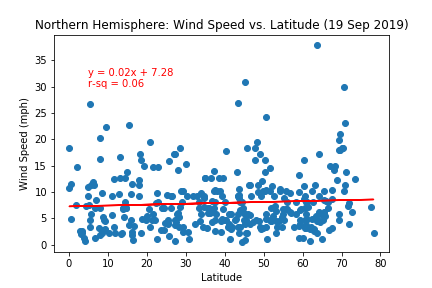 Northern Hemisphere: Wind Speed vs. Latitude (19 Sep 2019)
y = 0.02x + 7.28
r-sq = 0.06
Wind Speed (mph)
35
30
25
20
15
10
5
0
0 10 20 30 40 50 60 70 80
Latitude